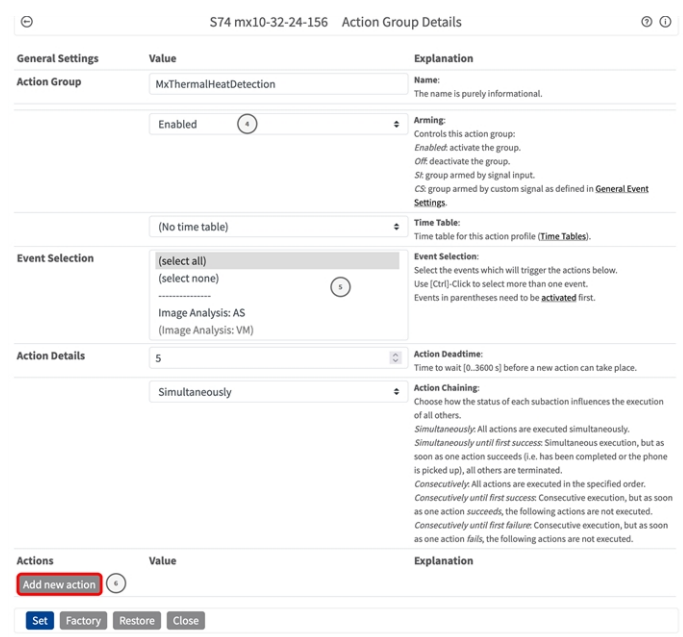 S74 mx10-32-24-156 Action Group Details
General Settings Value Explanation
Action Group MxThermalHeatDetection Name:
The name is purely informational.
Enabled 4 Arming:
Controls this action group:
Enabled: activate the group.
Off: deactivate the group.
SI: group armed by signal input.
CS: group armed by custom signal as defined in General Event
Settings.
(No time table) Time Table:
Time table for this action profile (Time Tables).
Event Selection (select all) Event Selection:
(select none) Select the events which will trigger the actions below.
5 Use [Ctrl]-Click to select more than one event.
--------------- Events in parentheses need to be activated first.
Image Analysis: AS
(Image Analysis: VM)
Action Details 5 Action Deadtime:
Time to wait [0..3600 s] before a new action can take place.
Simultaneously Action Chaining:
Choose how the status of each subaction influences the execution
of all others.
Simultaneously: All actions are executed simultaneously.
Simultaneously until first success: Simultaneous execution, but as
soon as one action succeeds (i.e. has been completed or the phone
is picked up), all others are terminated.
Consecutively: All actions are executed in the specified order.
Consecutively until first success: Consecutive execution, but as soon
as one action succeeds, the following actions are not executed.
Consecutively until first failure: Consecutive execution, but as soon
as one action fails, the following actions are not executed.
Actions Value Explanation
Add new action 6
Set Factory Restore Close